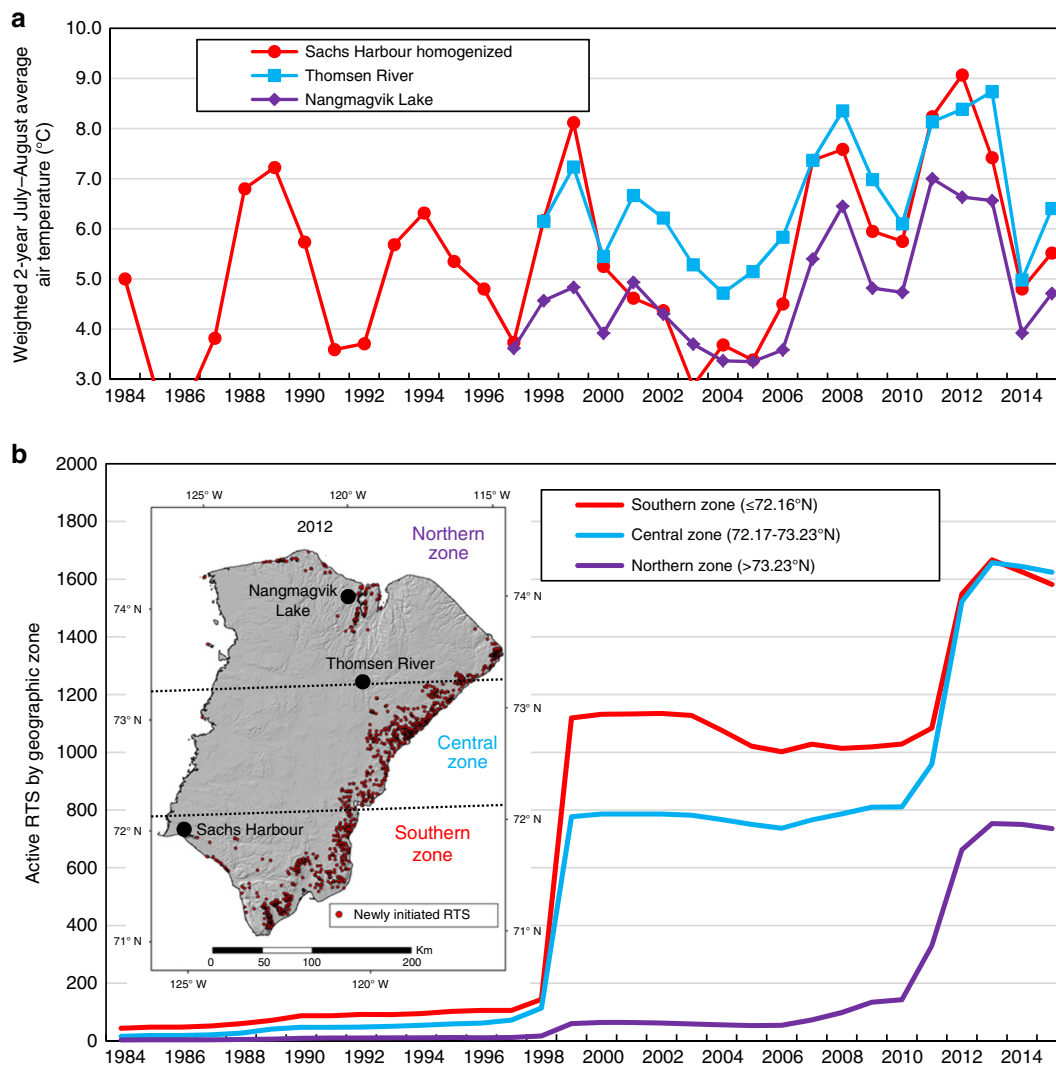 a
Weighted 2-year July–August average
air temperature (°C)
10.0
9.0
8.0
7.0
6.0
5.0
4.0
3.0
Sachs Harbour homogenized
Thomsen River
Nangmagvik Lake
1984 1986 1988 1990 1992 1994 1996 1998 2000 2002 2004 2006 2008 2010 2012 2014
b
Active RTS by geographic zone
2000
1800
1600
1400
1200
1000
800
600
400
200
0
Southern zone (≤72.16°N)
Central zone (72.17-73.23°N)
Northern zone (>73.23°N)
125° W 120° W 115° W
2012
Northern
zone
Nangmagvik
Lake
74° N 74° N
Thomsen River
73° N 73° N
Central
zone
72° N 72° N
Sachs Harbour
Southern
zone
Newly initiated RTS
71° N 71° N
Km
0 50 100 200
125° W 120° W
1984 1986 1988 1990 1992 1994 1996 1998 2000 2002 2004 2006 2008 2010 2012 2014